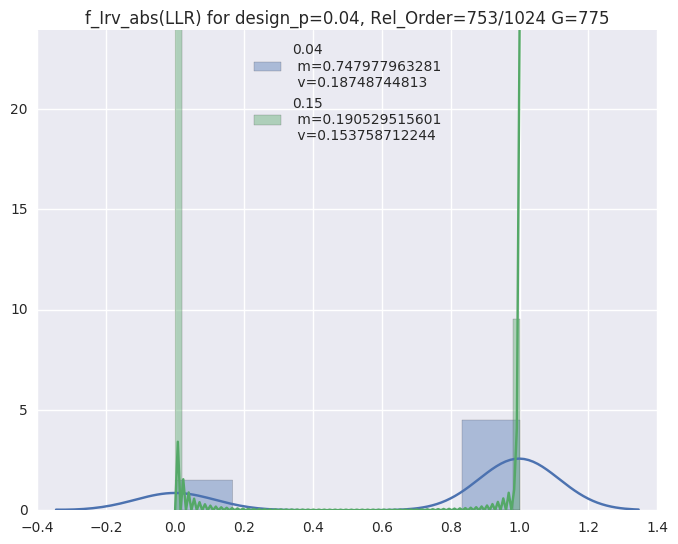 f_Irv_abs(LLR) for design_p=0.04, Rel_Order=753/1024 G=775
0.04
m=0.747977963281
v=0.18748744813
0.15
m=0.190529515601
v=0.153758712244
20
15
10
5
0
−0.4 −0.2 0.0 0.2 0.4 0.6 0.8 1.0 1.2 1.4